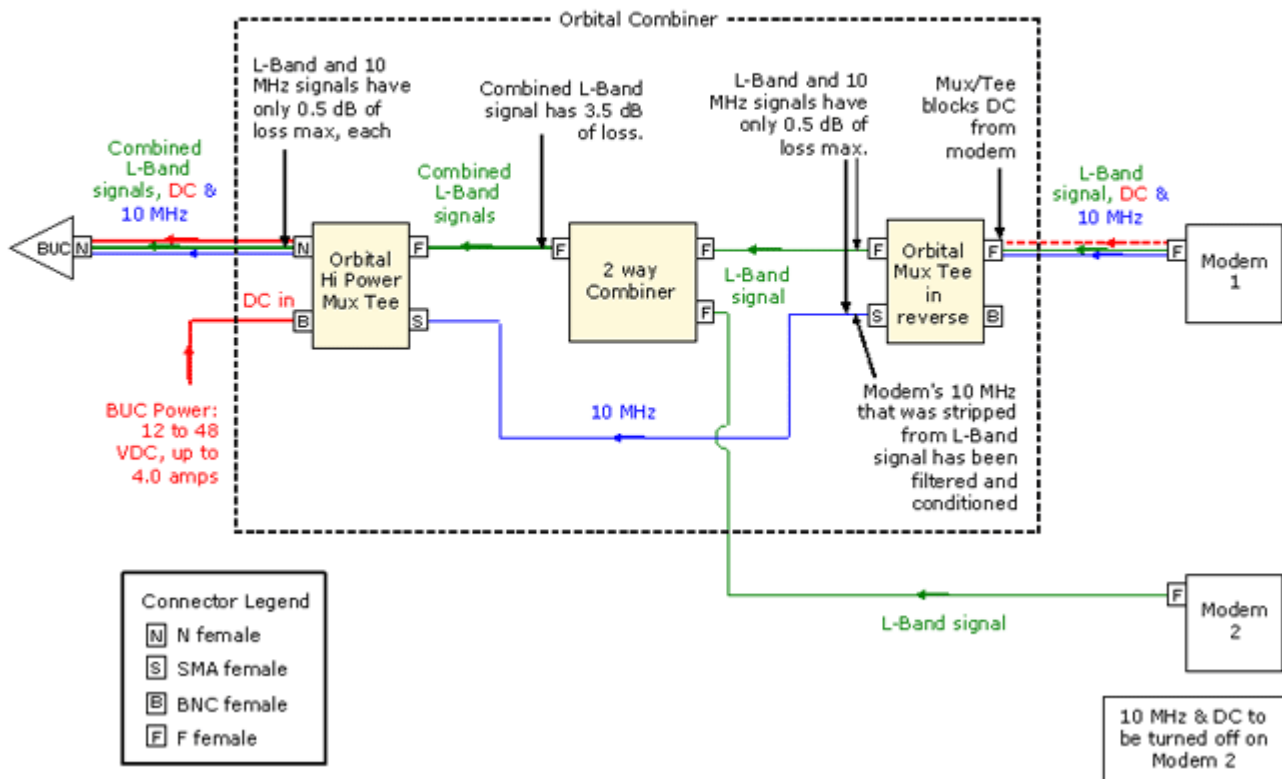 Orbital Combiner
L-Band and 10
MHz signals have
only 0.5 dB of
loss max, each
Combined L-Band
signal has 3.5 dB
of loss.
L-Band and 10
MHz signals have
only 0.5 dB of
loss max.
Mux/Tee
blocks DC
from
modem
Combined
L-Band
signals, DC &
10 MHz
Combined
L-Band
signals
L-Band
signal, DC &
10 MHz
BUC
N
N
Orbital
Hi Power
Mux Tee
F
B
S
F
2 way
Combiner
F
F
L-Band
signal
F
S
Orbital
Mux Tee
in
reverse
F
B
F
Modem
1
DC in
BUC Power:
12 to 48
VDC, up to
4.0 amps
10 MHz
Modem's 10 MHz
that was stripped
from L-Band
signal has been
filtered and
conditioned
Connector Legend
N N female
S SMA female
B BNC female
F F female
L-Band signal
F
Modem
2
10 MHz & DC to
be turned off on
Modem 2